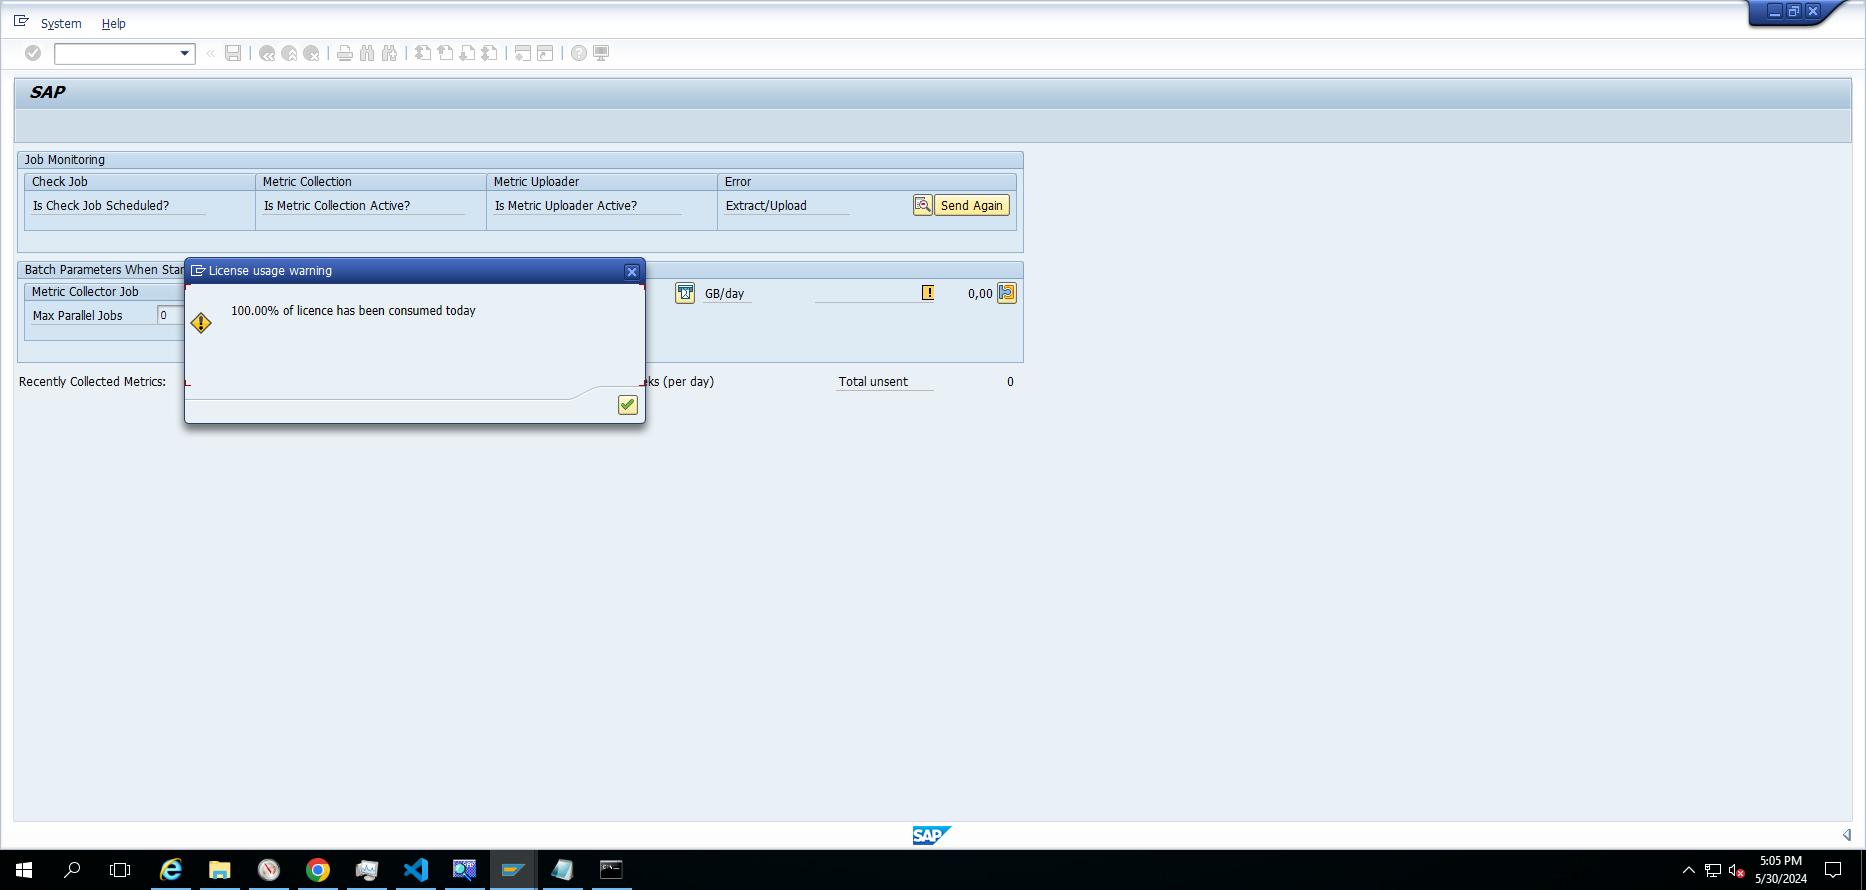 System Help
SAP
Job Monitoring
Check Job Metric Collection Metric Uploader Error
Is Check Job Scheduled? Is Metric Collection Active? Is Metric Uploader Active? Extract/Upload Send Again
Batch Parameters When Star
License usage warning
Metric Collector Job
GB/day 0,00
Max Parallel Jobs 0
100.00% of licence has been consumed today
Recently Collected Metrics: eks (per day) Total unsent 0
SAP
5:05 PM
5/30/2024